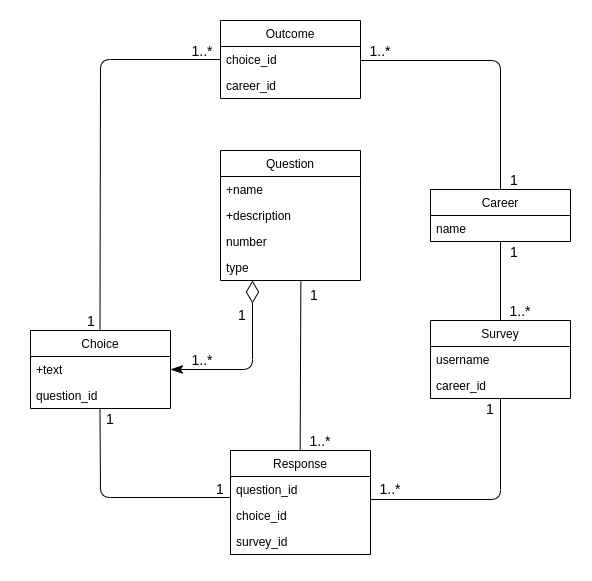 Outcome
1..*
1..*
choice_id
career_id
Question
+name
1
+description
Career
name
number
1
type
1
1
1..*
1
Survey
Choice
1..*
username
+text
career_id
question_id
1
1
1..*
Response
1
1..*
question_id
choice_id
survey_id